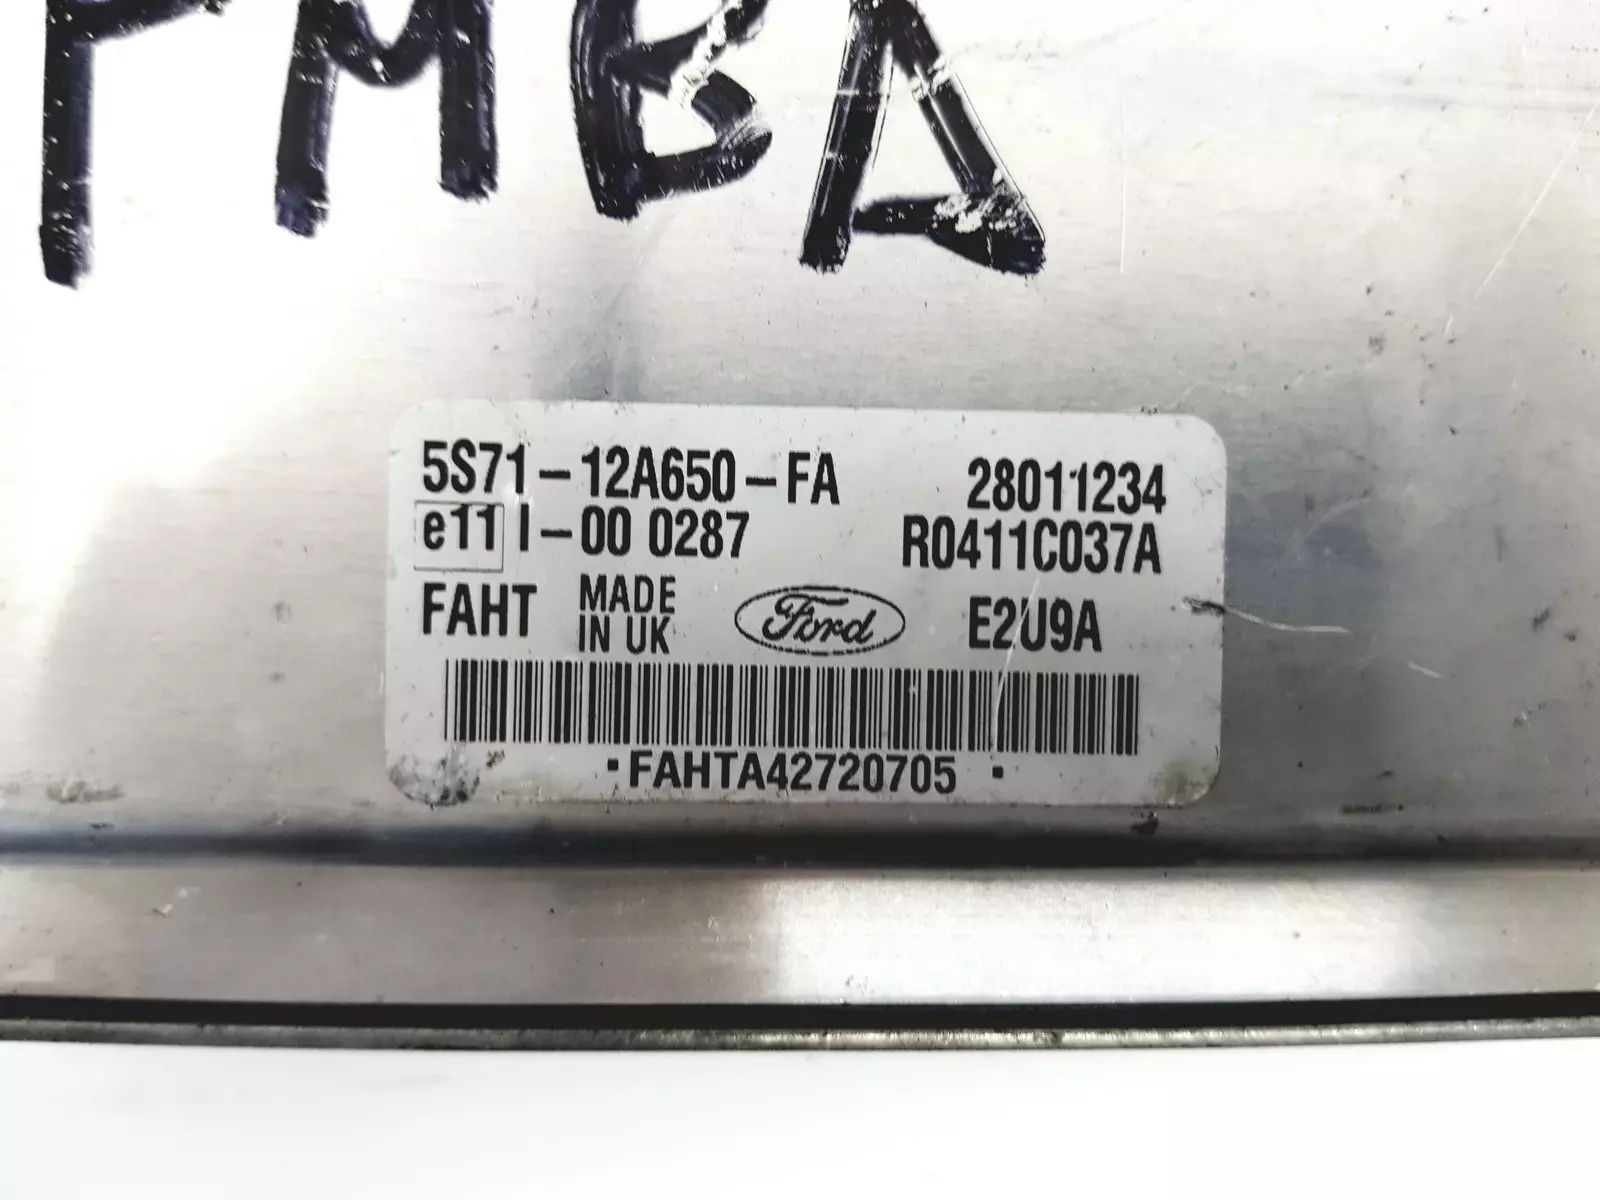 PMBA
5S71-12A650-FA 28011234
e11 I-00 0287 R0411C037A
FAHT MADE IN UK Ford E2U9A
·FAHTA42720705 ·